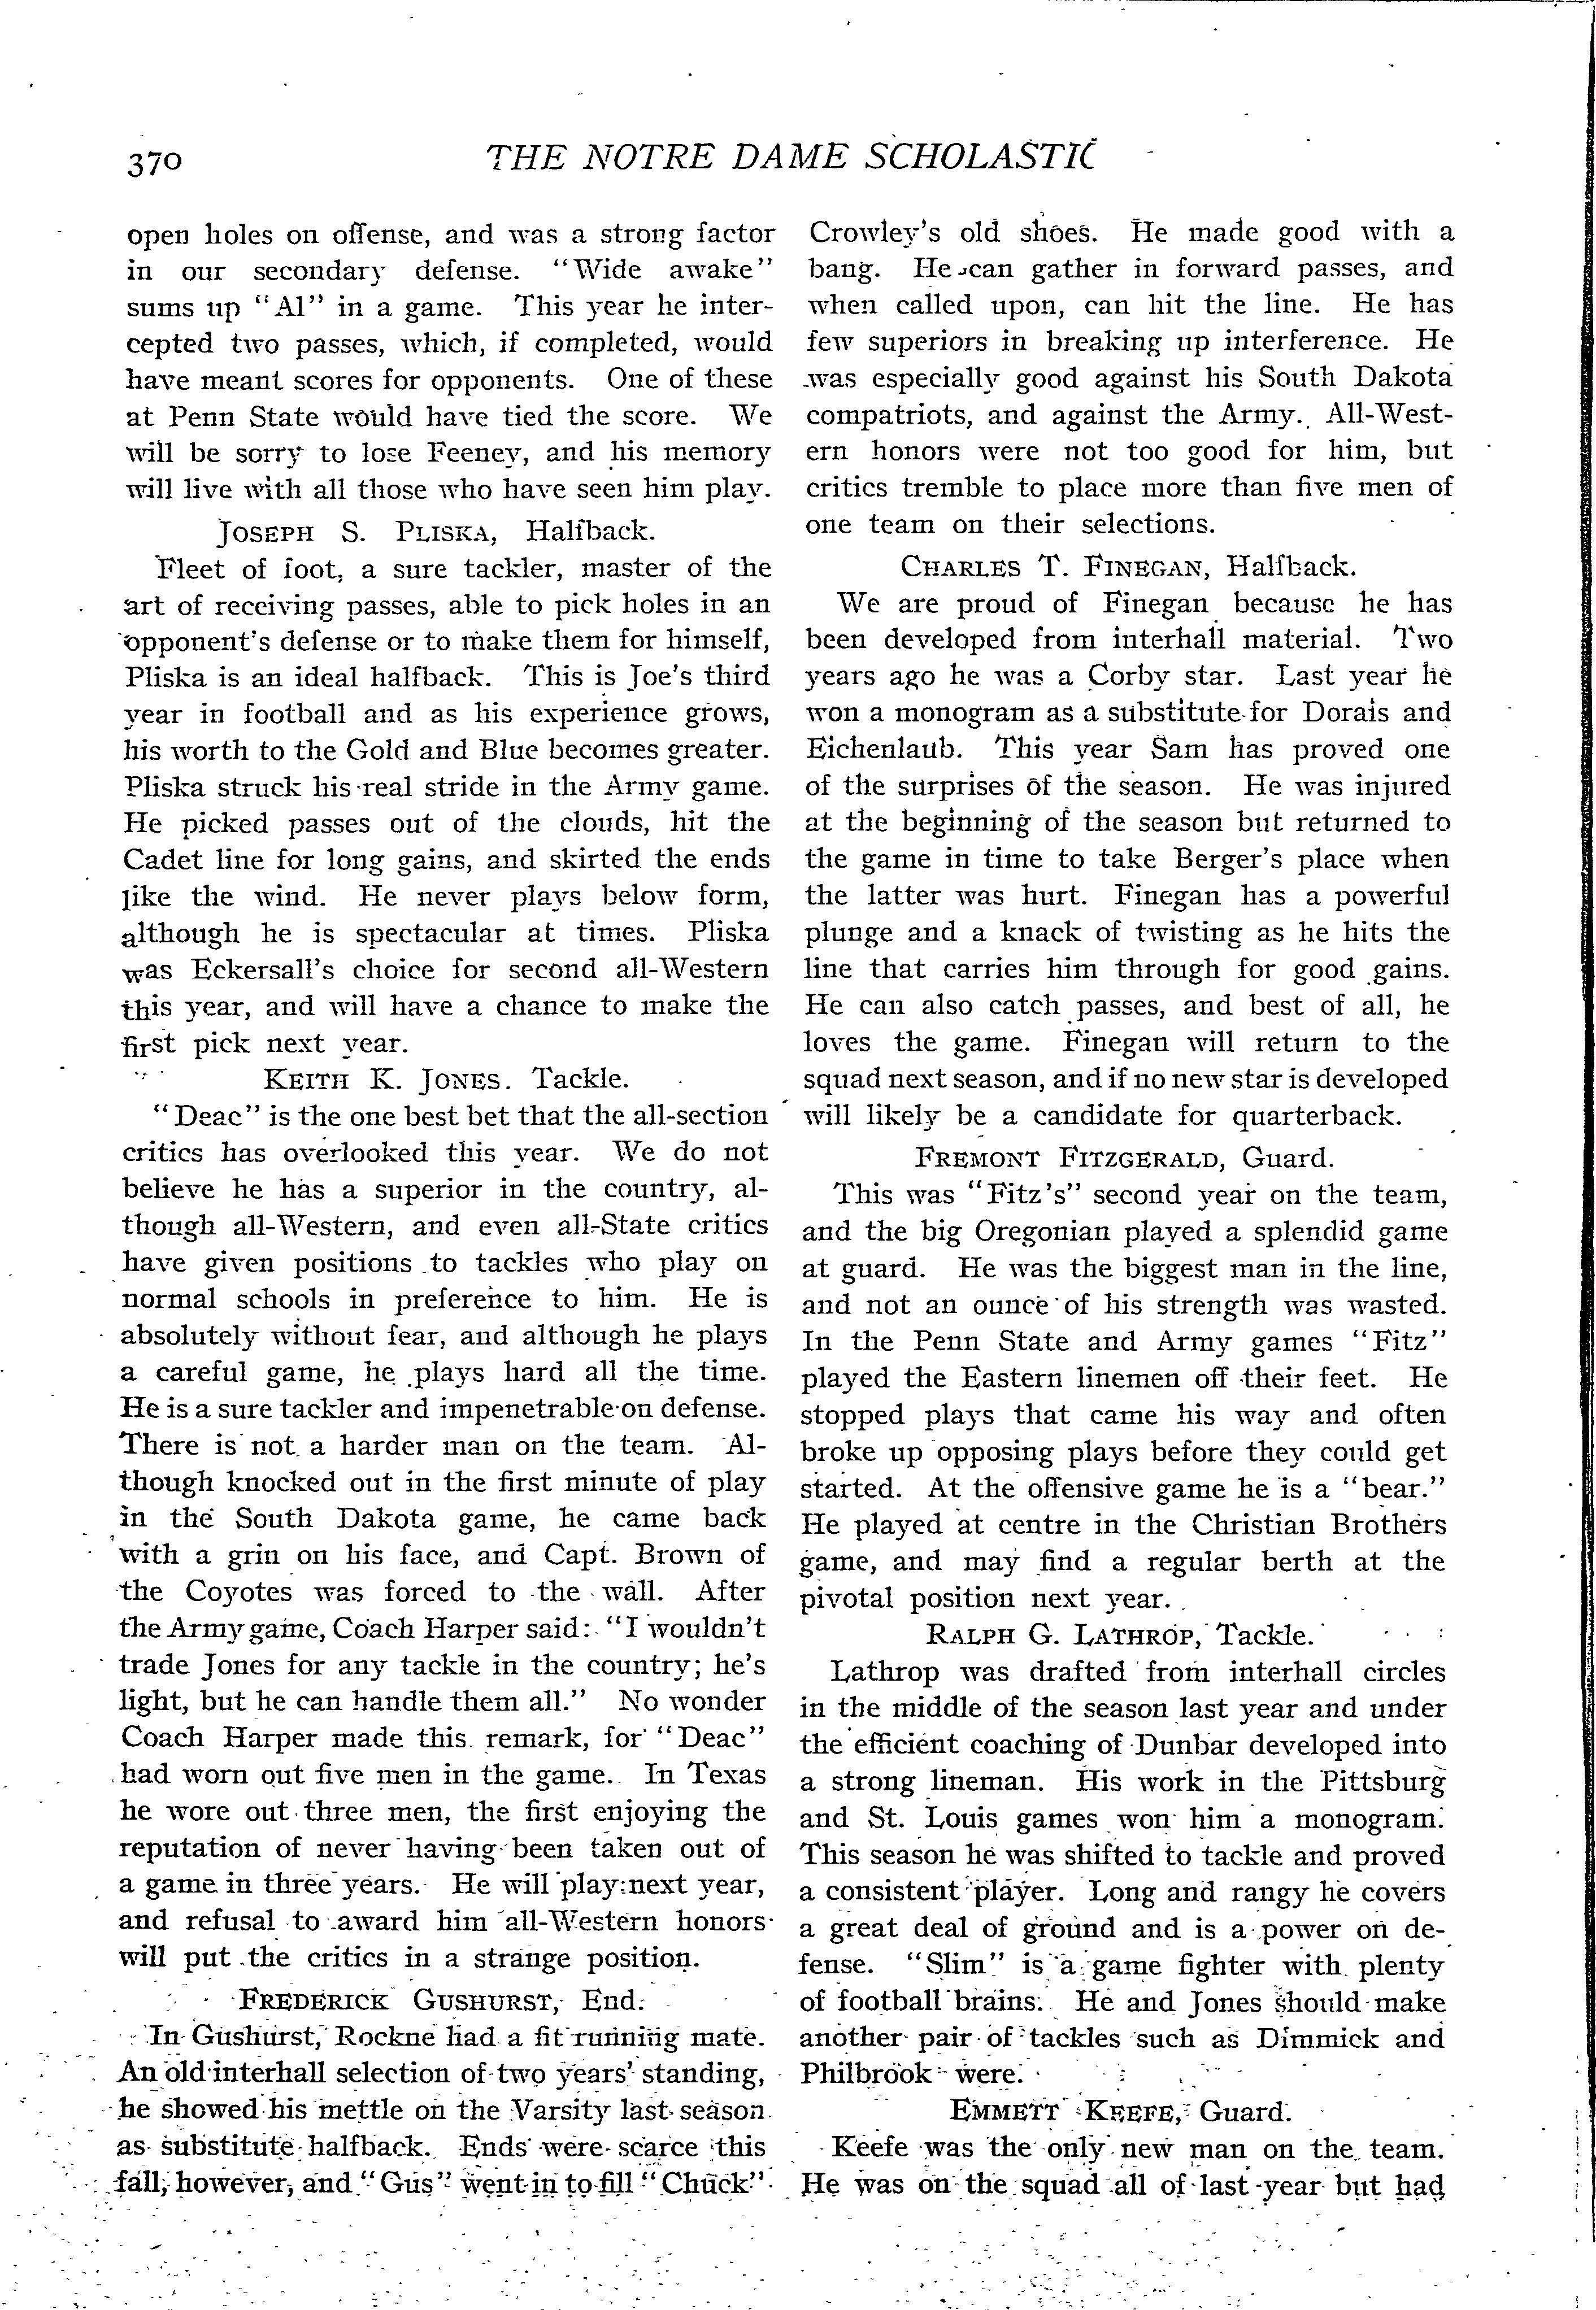 370
THE NOTRE DAME SCHOLASTIC
open holes on offense, and was a strong factor
in our secondary defense. "Wide awake"
sums up "Al" in a game. This year he inter-
cepted two passes, which, if completed, would
have meant scores for opponents. One of these
at Penn State would have tied the score. We
will be sorry to lose Feeney, and his memory
will live with all those who have seen him play.
JOSEPH S. PLISKA, Halfback.
Fleet of foot, a sure tackler, master of the
art of receiving passes, able to pick holes in an
opponent's defense or to make them for himself,
Pliska is an ideal halfback. This is Joe's third
year in football and as his experience grows,
his worth to the Gold and Blue becomes greater.
Pliska struck his real stride in the Army game.
He picked passes out of the clouds, hit the
Cadet line for long gains, and skirted the ends
like the wind. He never plays below form,
although he is spectacular at times. Pliska
was Eckersall's choice for second all-Western
this year, and will have a chance to make the
first pick next year.
KEITH K. JONES. Tackle.
"Deac" is the one best bet that the all-section
critics has overlooked this year. We do not
believe he has a superior in the country, al-
though all-Western, and even all-State critics
have given positions to tackles who play on
normal schools in preference to him. He is
absolutely without fear, and although he plays
a careful game, he plays hard all the time.
He is a sure tackler and impenetrable on defense.
There is not a harder man on the team. Al-
though knocked out in the first minute of play
in the South Dakota game, he came back
with a grin on his face, and Capt. Brown of
the Coyotes was forced to the wall. After
the Army game, Coach Harper said: "I wouldn't
trade Jones for any tackle in the country; he's
light, but he can handle them all." No wonder
Coach Harper made this remark, for "Deac"
had worn out five men in the game. In Texas
he wore out three men, the first enjoying the
reputation of never having been taken out of
a game in three years. He will play next year,
and refusal to award him all-Western honors
will put the critics in a strange position.
FREDERICK GUSHURST, End.
In Gushurst, Rockne had a fit running mate.
An old interhall selection of two years' standing,
he showed his mettle on the Varsity last season
as substitute halfback. Ends were scarce this
fall, however, and "Gus" went in to fill "Chuck"
Crowley's old shoes. He made good with a
bang. He can gather in forward passes, and
when called upon, can hit the line. He has
few superiors in breaking up interference. He
was especially good against his South Dakota
compatriots, and against the Army. All-West-
ern honors were not too good for him, but
critics tremble to place more than five men of
one team on their selections.
CHARLES T. FINEGAN, Halfback.
We are proud of Finegan because he has
been developed from interhall material. Two
years ago he was a Corby star. Last year he
won a monogram as a substitute for Dorais and
Eichenlaub. This year Sam has proved one
of the surprises of the season. He was injured
at the beginning of the season but returned to
the game in time to take Berger's place when
the latter was hurt. Finegan has a powerful
plunge and a knack of twisting as he hits the
line that carries him through for good gains.
He can also catch passes, and best of all, he
loves the game. Finegan will return to the
squad next season, and if no new star is developed
will likely be a candidate for quarterback.
FREMONT FITZGERALD, Guard.
This was "Fitz's" second year on the team,
and the big Oregonian played a splendid game
at guard. He was the biggest man in the line,
and not an ounce of his strength was wasted.
In the Penn State and Army games "Fitz"
played the Eastern linemen off their feet. He
stopped plays that came his way and often
broke up opposing plays before they could get
started. At the offensive game he is a "bear."
He played at centre in the Christian Brothers
game, and may find a regular berth at the
pivotal position next year.
RALPH G. LATHROP, Tackle.
Lathrop was drafted from interhall circles
in the middle of the season last year and under
the efficient coaching of Dunbar developed into
a strong lineman. His work in the Pittsburg
and St. Louis games won him a monogram.
This season he was shifted to tackle and proved
a consistent player. Long and rangy he covers
a great deal of ground and is a power on de-
fense. "Slim" is a game fighter with plenty
of football brains. He and Jones should make
another pair of tackles such as Dimmick and
Philbrook were.
EMMETT KEEFE, Guard.
Keefe was the only new man on the team.
He was on the squad all of last year but had